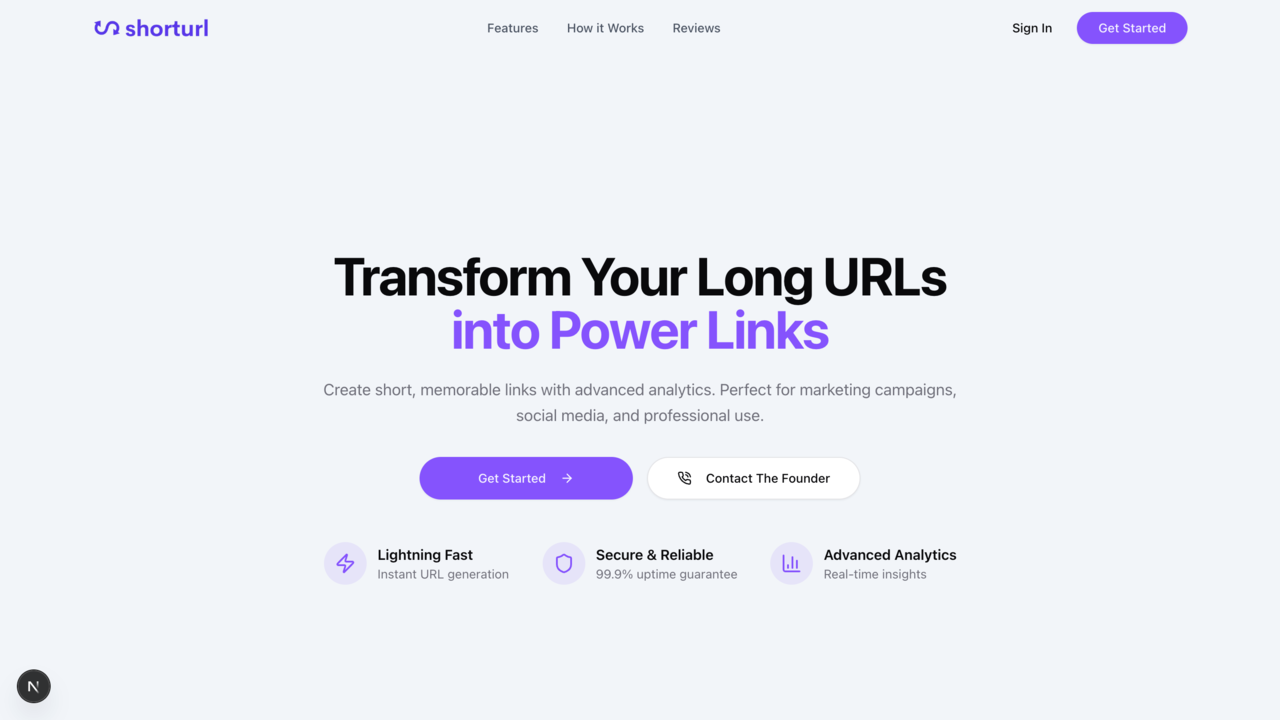 shorturl
Features
How it Works
Reviews
Sign In
Get Started
Transform Your Long URLs
into Power Links
Create short, memorable links with advanced analytics. Perfect for marketing campaigns,
social media, and professional use.
Get Started
Contact The Founder
Lightning Fast
Instant URL generation
Secure & Reliable
99.9% uptime guarantee
Advanced Analytics
Real-time insights
N